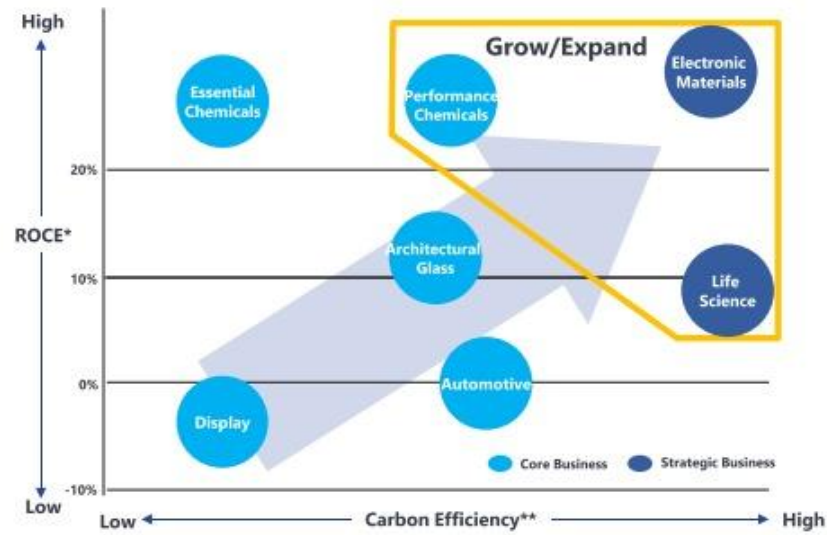 High
Grow/Expand
Electronic
Materials
Essential
Chemicals
Performance
Chemicals
20%
ROCE*
Architectural
Glass
10%
Life
Science
0%
Automotive
Display
Core Business
Strategic Business
-10%
Low
Low
Carbon Efficiency**
High